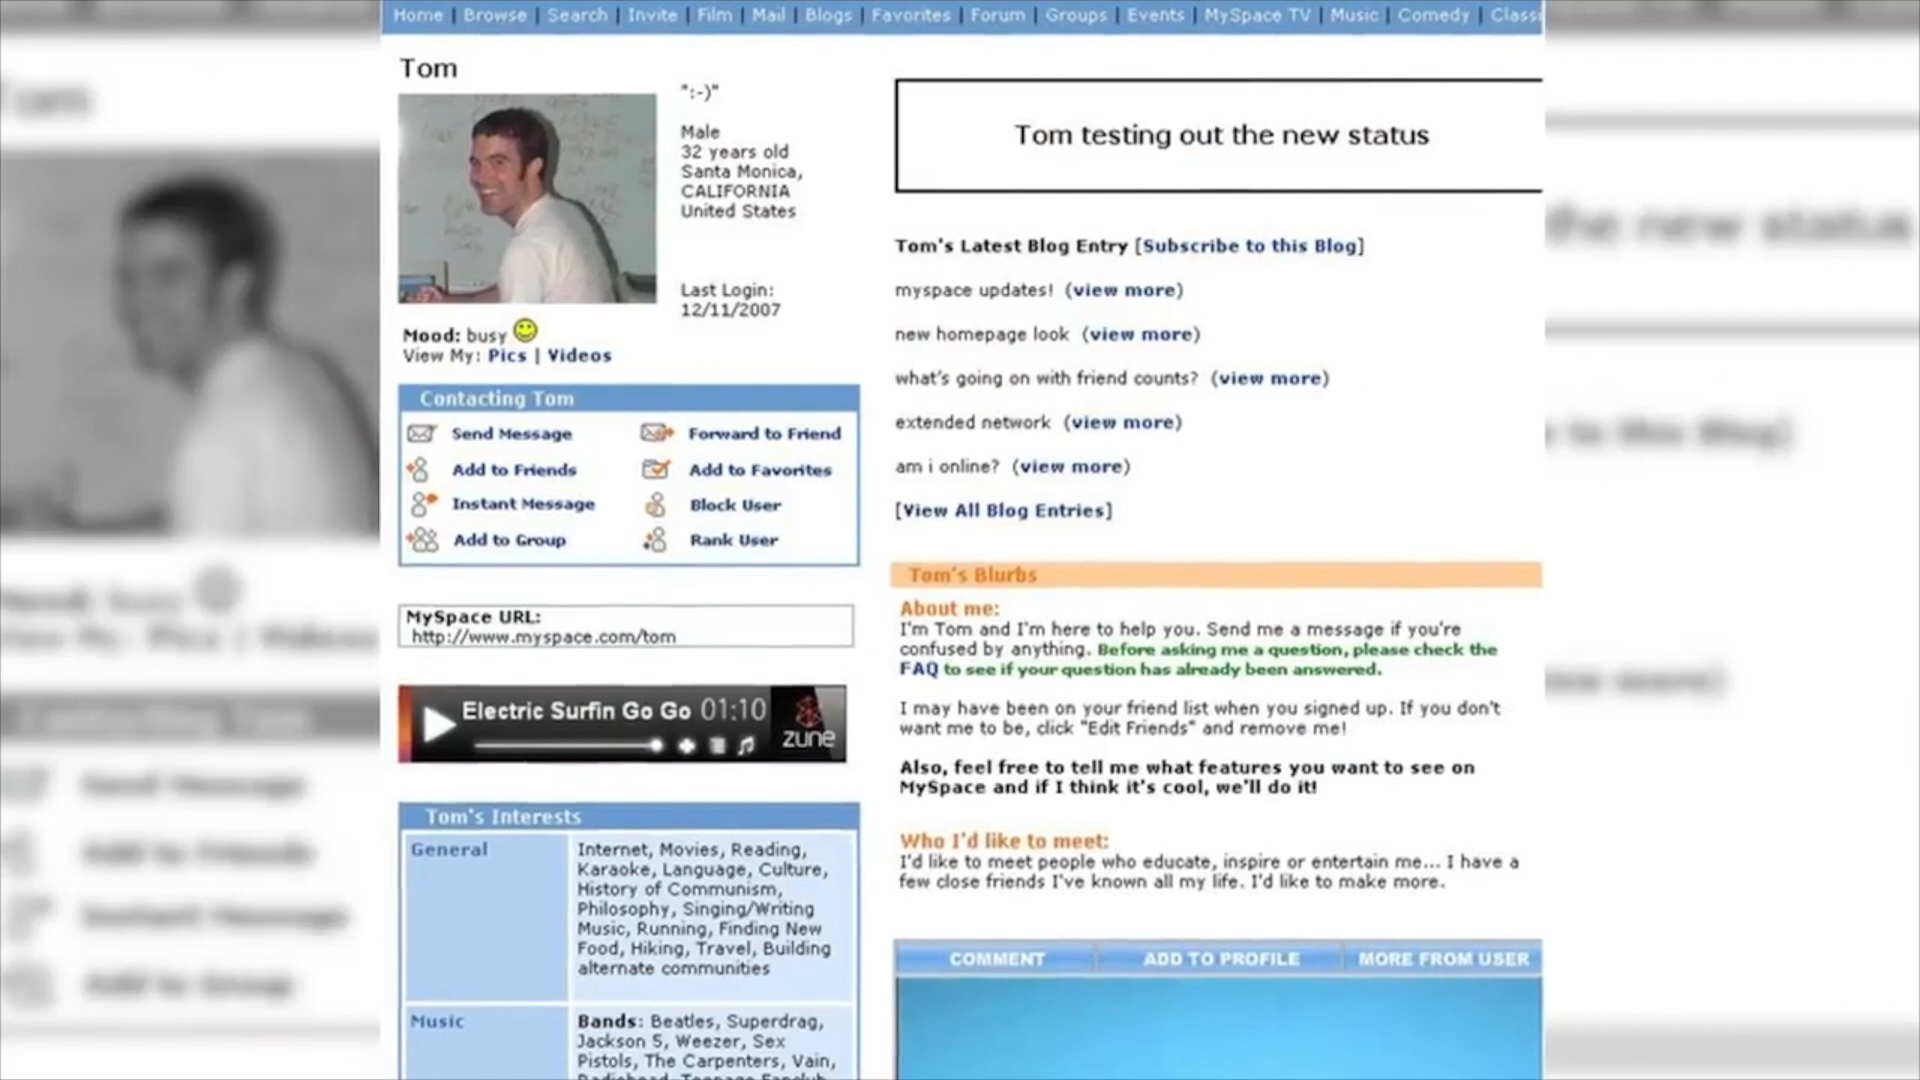 Home | Browse | Search | Invite | Film | Mail | Blogs | Favorites | Forum | Groups | Events | MySpace TV | Music | Comedy |
Tom
":-)"
Male
32 years old
Santa Monica,
CALIFORNIA
United States
Last Login:
12/11/2007
Mood: busy
View My: Pics | Videos
Contacting Tom
Send Message
Forward to Friend
Add to Friends
Add to Favorites
Instant Message
Block User
Add to Group
Rank User
MySpace URL:
http://www.myspace.com/tom
Electric Surfin Go Go 01:10
zune
Tom's Interests
General
Internet, Movies, Reading,
Karaoke, Language, Culture,
History of Communism,
Philosophy, Singing/Writing
Music, Running, Finding New
Food, Hiking, Travel, Building
alternate communities
Music
Bands: Beatles, Superdrag,
Jackson 5, Weezer, Sex
Pistols, The Carpenters, Vain,
Radiohead, Teenage Fanclub
Tom testing out the new status
Tom's Latest Blog Entry [Subscribe to this Blog]
myspace updates! (view more)
new homepage look (view more)
what's going on with friend counts? (view more)
extended network (view more)
am i online? (view more)
[View All Blog Entries]
Tom's Blurbs
About me:
I'm Tom and I'm here to help you. Send me a message if you're
confused by anything. Before asking me a question, please check the
FAQ to see if your question has already been answered.
I may have been on your friend list when you signed up. If you don't
want me to be, click "Edit Friends" and remove me!
Also, feel free to tell me what features you want to see on
MySpace and if I think it's cool, we'll do it!
Who I'd like to meet:
I'd like to meet people who educate, inspire or entertain me... I have a
few close friends I've known all my life. I'd like to make more.
COMMENT
ADD TO PROFILE
MORE FROM USER